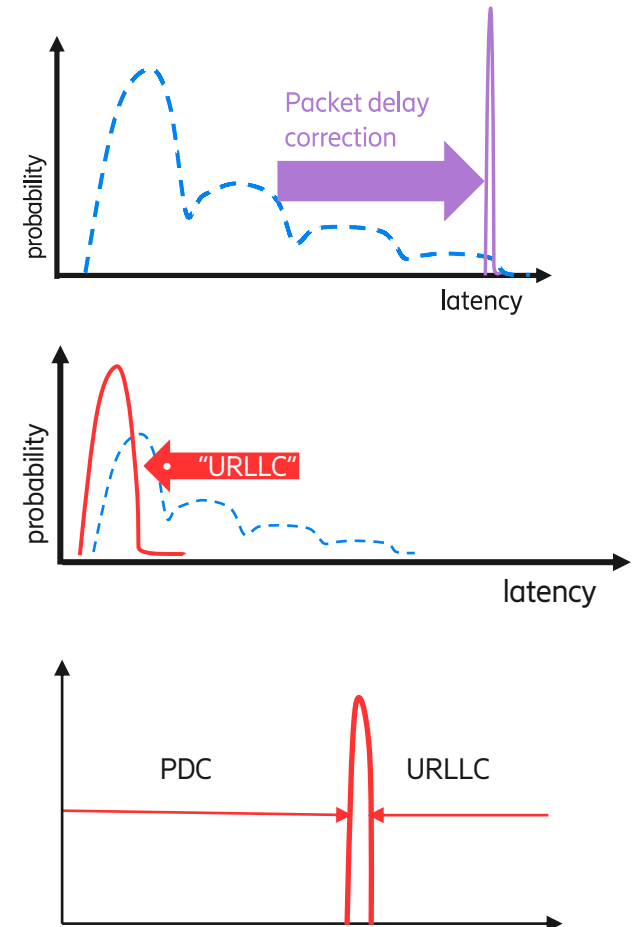 Packet delay
correction
probability
latency
probability
“URLLC”
latency
PDC
URLLC